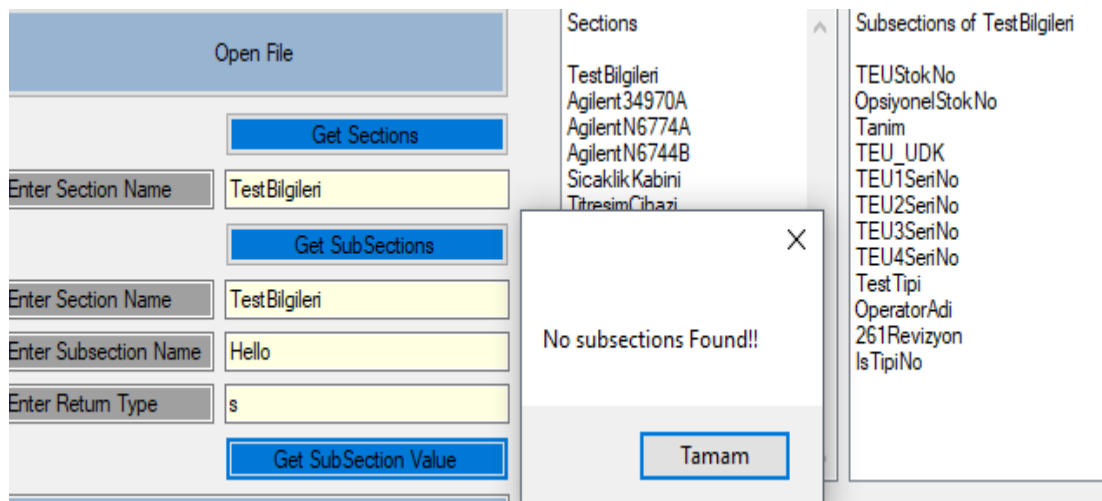 Open File
Get Sections
Enter Section Name
TestBilgileri
Get SubSections
Enter Section Name
TestBilgileri
Enter Subsection Name
Hello
Enter Return Type
s
Get SubSection Value
Sections
TestBilgileri
Agilent34970A
AgilentN6774A
AgilentN6744B
SicaklikKabini
TitresimCihazi
No subsections Found!!
Tamam
Subsections of TestBilgileri
TEUStokNo
OpsiyonelStokNo
Tanim
TEU_UDK
TEU1SeriNo
TEU2SeriNo
TEU3SeriNo
TEU4SeriNo
TestTipi
OperatorAdi
261Revizyon
IsTipiNo